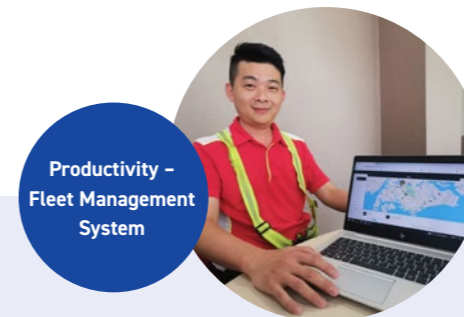 Productivity –
Fleet Management
System